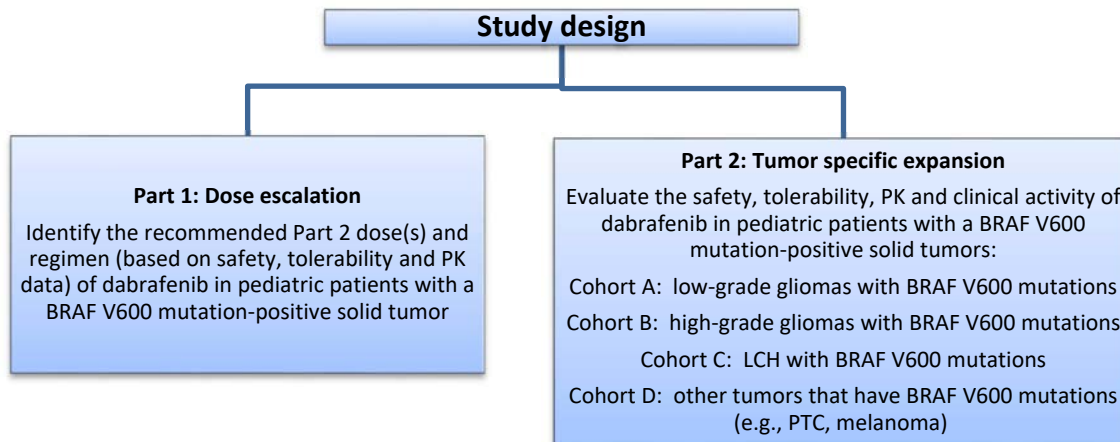 Study design
Part 1: Dose escalation
Identify the recommended Part 2 dose(s) and
regimen (based on safety, tolerability and PK
data) of dabrafenib in pediatric patients with a
BRAF V600 mutation-positive solid tumor
Part 2: Tumor specific expansion
Evaluate the safety, tolerability, PK and clinical activity of
dabrafenib in pediatric patients with a BRAF V600
mutation-positive solid tumors:
Cohort A: low-grade gliomas with BRAF V600 mutations
Cohort B: high-grade gliomas with BRAF V600 mutations
Cohort C: LCH with BRAF V600 mutations
Cohort D: other tumors that have BRAF V600 mutations
(e.g., PTC, melanoma)